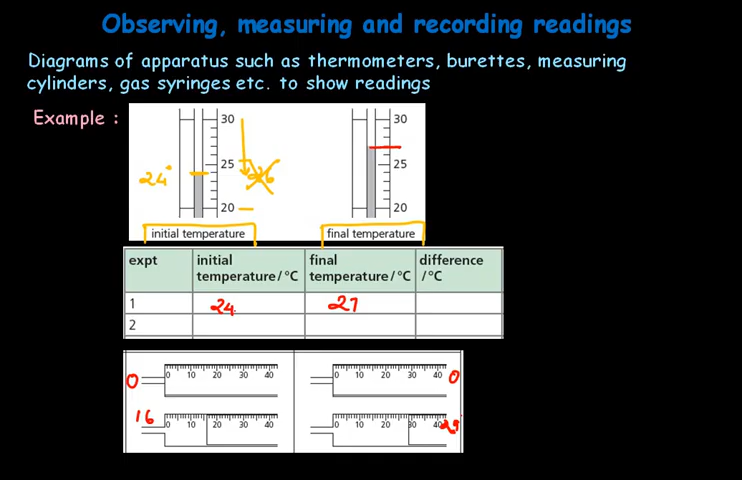 Observing, measuring and recording readings
Diagrams of apparatus such as thermometers, burettes, measuring
cylinders, gas syringes etc. to show readings
Example :
30 30
25 25
24°
20 20
initial temperature final temperature
expt initial temperature/°C final temperature/°C difference /°C
1 24 27
2
0 0 10 20 30 40 0 10 20 30 40 0
16 0 10 20 30 40 0 10 20 30 40